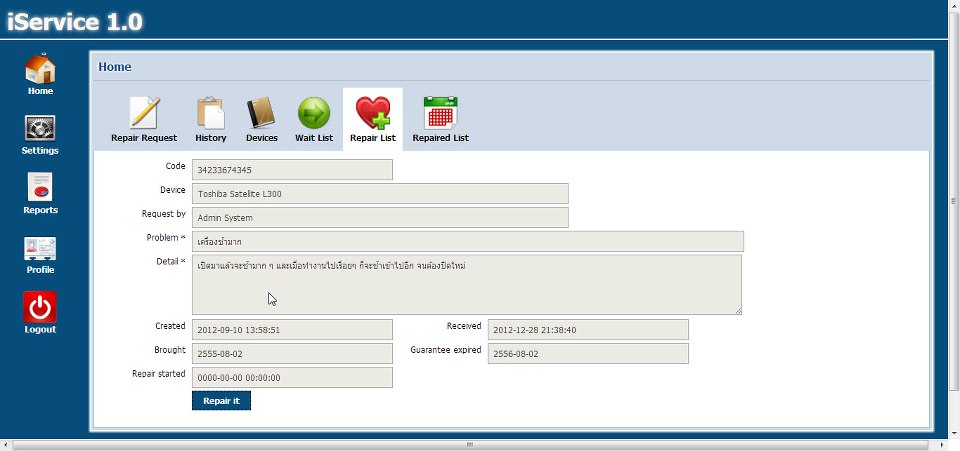 iService 1.0
Home
Settings
Reports
Profile
Logout
Home
Repair Request
History
Devices
Wait List
Repair List
Repaired List
Code
34233674345
Device
Toshiba Satelite L300
Request by
Admin System
Problem *
เครื่องช้ามาก
Detail *
เปิดมาแล้วจะช้ามาก ๆ และเมื่อทำงานไปเรื่อยๆ ก็จะช้าเข้าไปอีก จนต้องปิดใหม่
Created
2012-09-10 13:58:51
Received
2012-12-28 21:38:40
Brought
2555-08-02
Guarantee expired
2556-08-02
Repair started
0000-00-00 00:00:00
Repair it